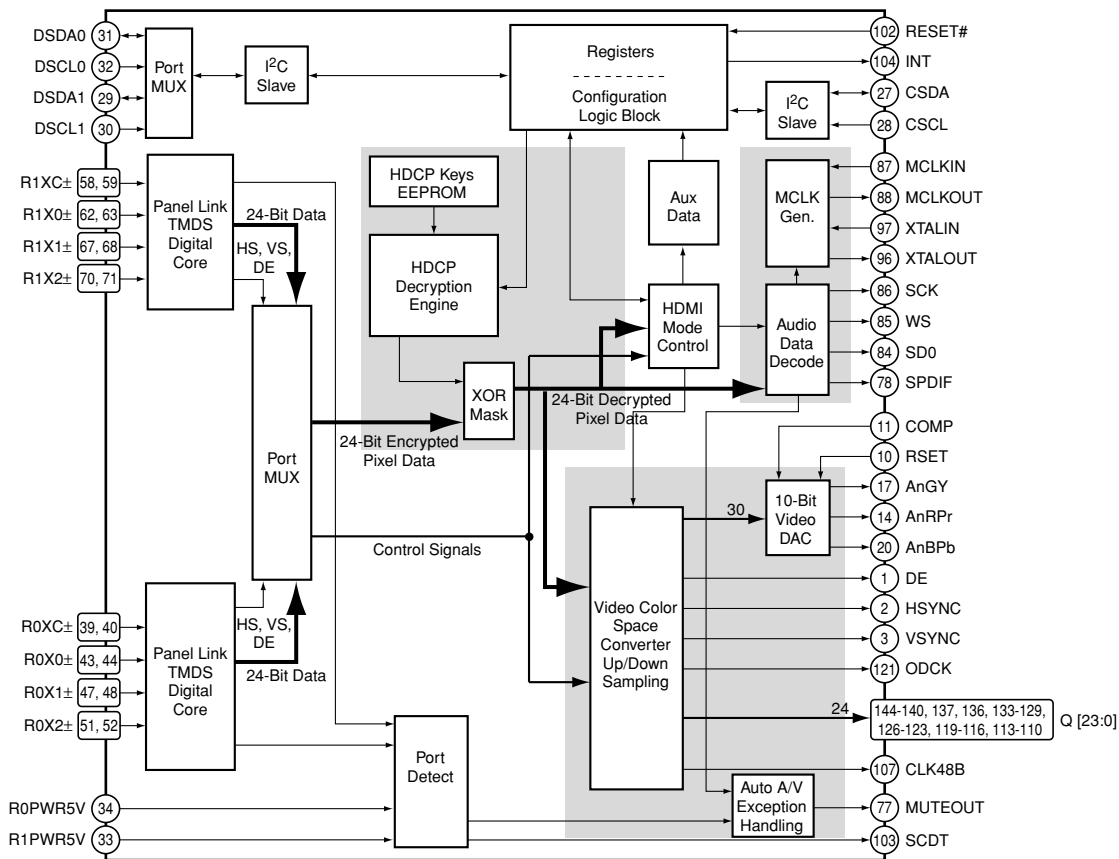 DSDA0 31
DSCL0 32
DSDA1 29
DSCL1 30
Port
MUX
I2C
Slave
Registers
Configuration
Logic Block
102 RESET#
104 INT
27 CSDA
28 CSCL
I2C
Slave
R1XC± 58, 59
R1X0± 62, 63
R1X1± 67, 68
R1X2± 70, 71
Panel Link
TMDS
Digital
Core
24-Bit Data
HS, VS,
DE
HDCP Keys
EEPROM
HDCP
Decryption
Engine
Aux
Data
MCLK
Gen.
87 MCLKIN
88 MCLKOUT
97 XTALIN
96 XTALOUT
HDMI
Mode
Control
Audio
Data
Decode
86 SCK
85 WS
84 SD0
78 SPDIF
XOR
Mask
24-Bit Decrypted
Pixel Data
24-Bit Encrypted
Pixel Data
Port
MUX
Control Signals
11 COMP
10 RSET
17 AnGY
14 AnRPr
20 AnBPb
30
10-Bit
Video
DAC
1 DE
2 HSYNC
3 VSYNC
121 ODCK
Video Color
Space
Converter
Up/Down
Sampling
R0XC± 39, 40
R0X0± 43, 44
R0X1± 47, 48
R0X2± 51, 52
Panel Link
TMDS
Digital
Core
HS, VS,
DE
24-Bit Data
24
144-140, 137, 136, 133-129,
126-123, 119-116, 113-110
Q [23:0]
Port
Detect
107 CLK48B
Auto A/V
Exception
Handling
77 MUTEOUT
103 SCDT
R0PWR5V 34
R1PWR5V 33